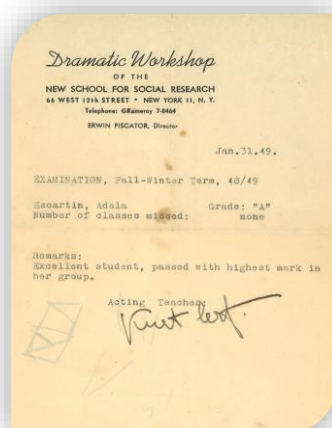 Dramatic Workshop
OF THE
NEW SCHOOL FOR SOCIAL RESEARCH
66 WEST 12th STREET • NEW YORK 11, N. Y.
Telephone: GRamercy 7-8464
ERWIN PISCATOR, Director
Jan.31.49.
EXAMINATION, Fall-Winter Term, 48/49
Escartin, Adela Grade: "A"
Number of classes missed: none
Remarks:
Excellent student, passed with highest mark in
her group.
Acting Teacher:
Kurt Cerf.